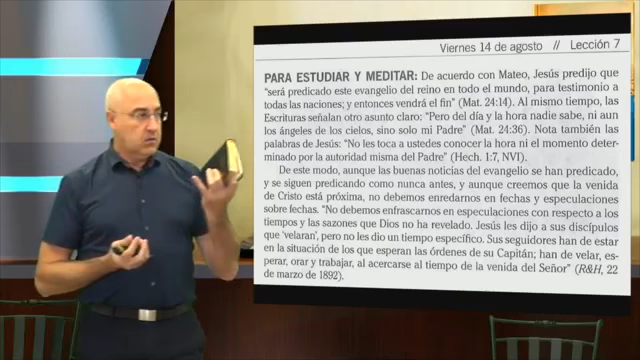 Viernes 14 de agosto // Lección 7
PARA ESTUDIAR Y MEDITAR: De acuerdo con Mateo, Jesús predijo que
"será predicado este evangelio del reino en todo el mundo, para testimonio a
todas las naciones; y entonces vendrá el fin" (Mat. 24:14). Al mismo tiempo, las
Escrituras señalan otro asunto claro: "Pero del día y la hora nadie sabe, ni aun
los ángeles de los cielos, sino solo mi Padre" (Mat. 24:36). Nota también las
palabras de Jesús: "No les toca a ustedes conocer la hora ni el momento deter-
minado por la autoridad misma del Padre" (Hech. 1:7, NVI).
De este modo, aunque las buenas noticias del evangelio se han predicado,
y se siguen predicando como nunca antes, y aunque creemos que la venida
de Cristo está próxima, no debemos enredarnos en fechas y especulaciones
sobre fechas. "No debemos enfrascarnos en especulaciones con respecto a los
tiempos y las sazones que Dios no ha revelado. Jesús les dijo a sus discípulos
que 'velaran', pero no les dio un tiempo específico. Sus seguidores han de estar
en la situación de los que esperan las órdenes de su Capitán; han de velar, es-
perar, orar y trabajar, al acercarse al tiempo de la venida del Señor" (R&H, 22
de marzo de 1892).